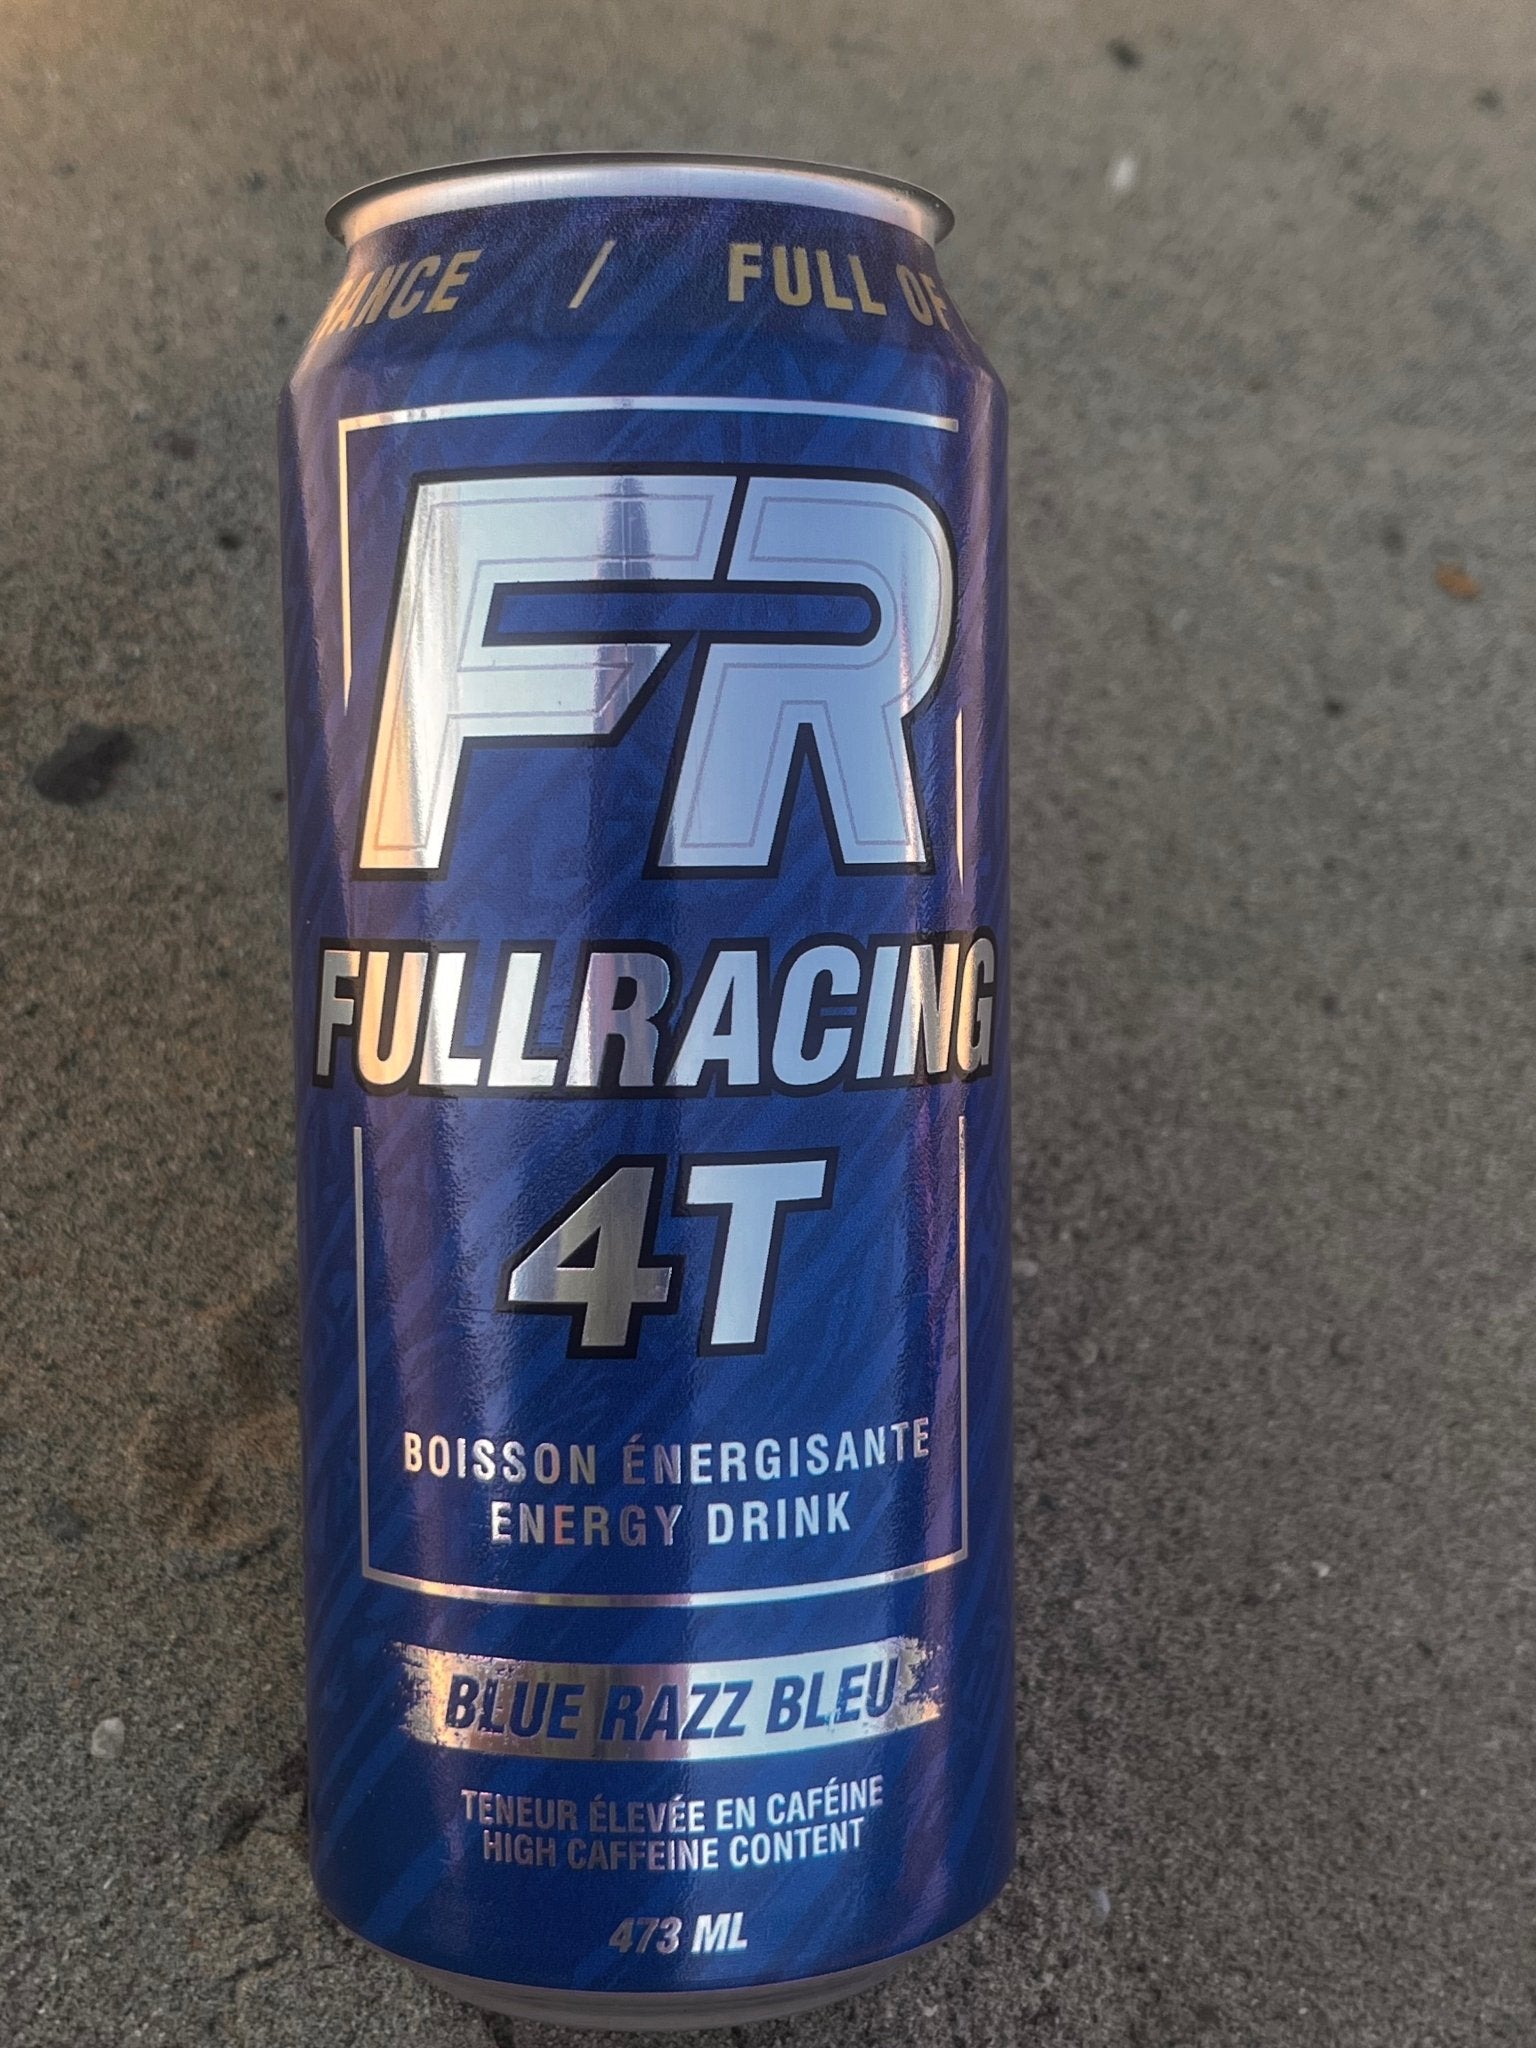 / FULL OF
FR
FULLRACING
4T
BOISSON ÉNERGISANTE
ENERGY DRINK
BLUE RAZZ BLEU
TENEUR ÉLEVÉE EN CAFÉINE
HIGH CAFFEINE CONTENT
473 ML